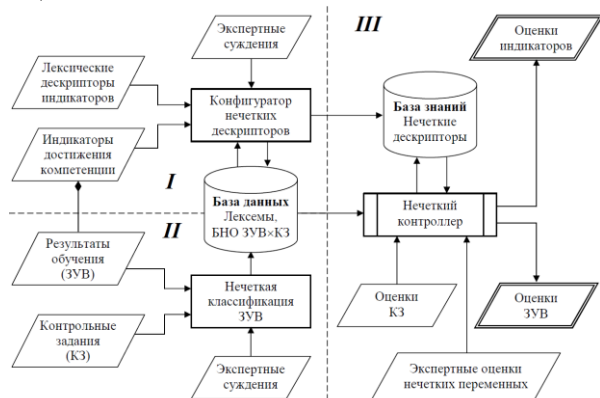 Экспертные
суждения
III
Оценки
индикаторов
Лексические
дескрипторы
индикаторов
Конфигуратор
нечетких
дескрипторов
База знаний
Нечеткие
дескрипторы
Индикаторы
достижения
компетенции
I
База данных
Лексемы,
БНО ЗУВ×КЗ
Нечеткий
контроллер
II
Результаты
обучения
(ЗУВ)
Нечеткая
классификация
ЗУВ
Оценки
КЗ
Оценки
ЗУВ
Контрольные
задания
(КЗ)
Экспертные
суждения
Экспертные оценки
нечетких переменных